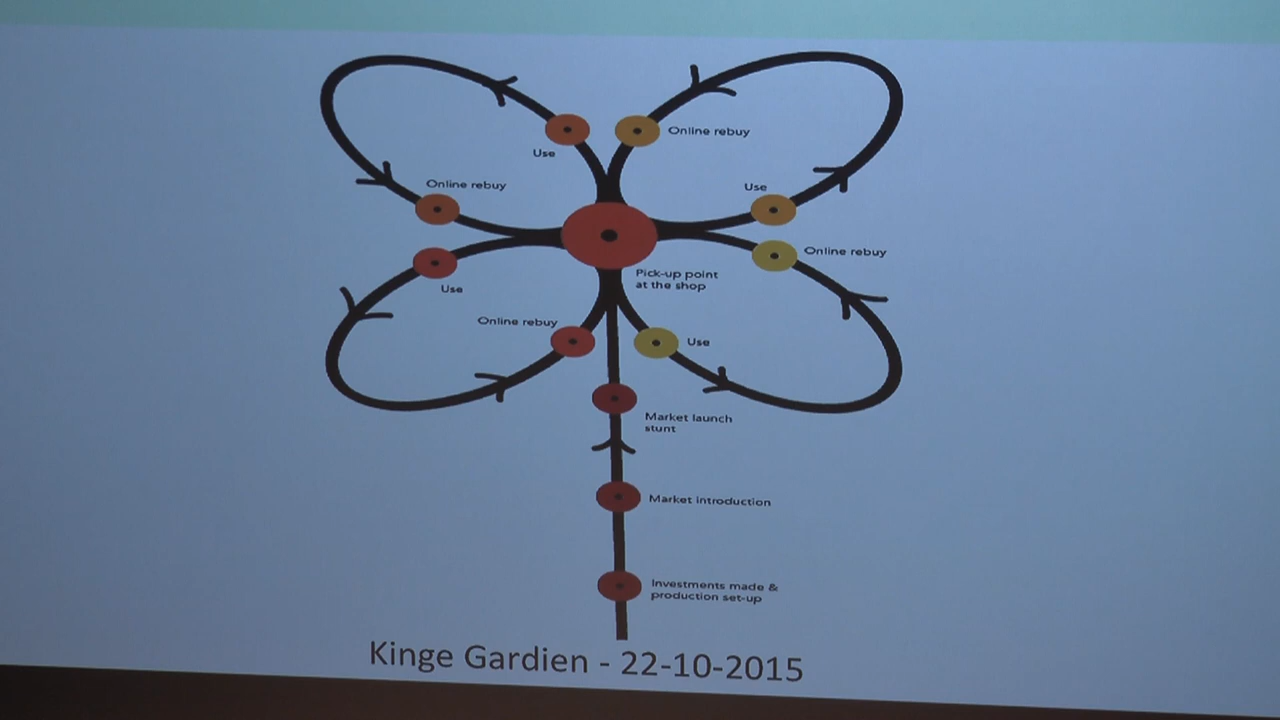 Online rebuy
Use
Online rebuy
Use
Online rebuy
Pick-up point
at the shop
Use
Online rebuy
Use
Market launch
stunt
Market introduction
Investments made &
production set-up
Kinge Gardien - 22-10-2015